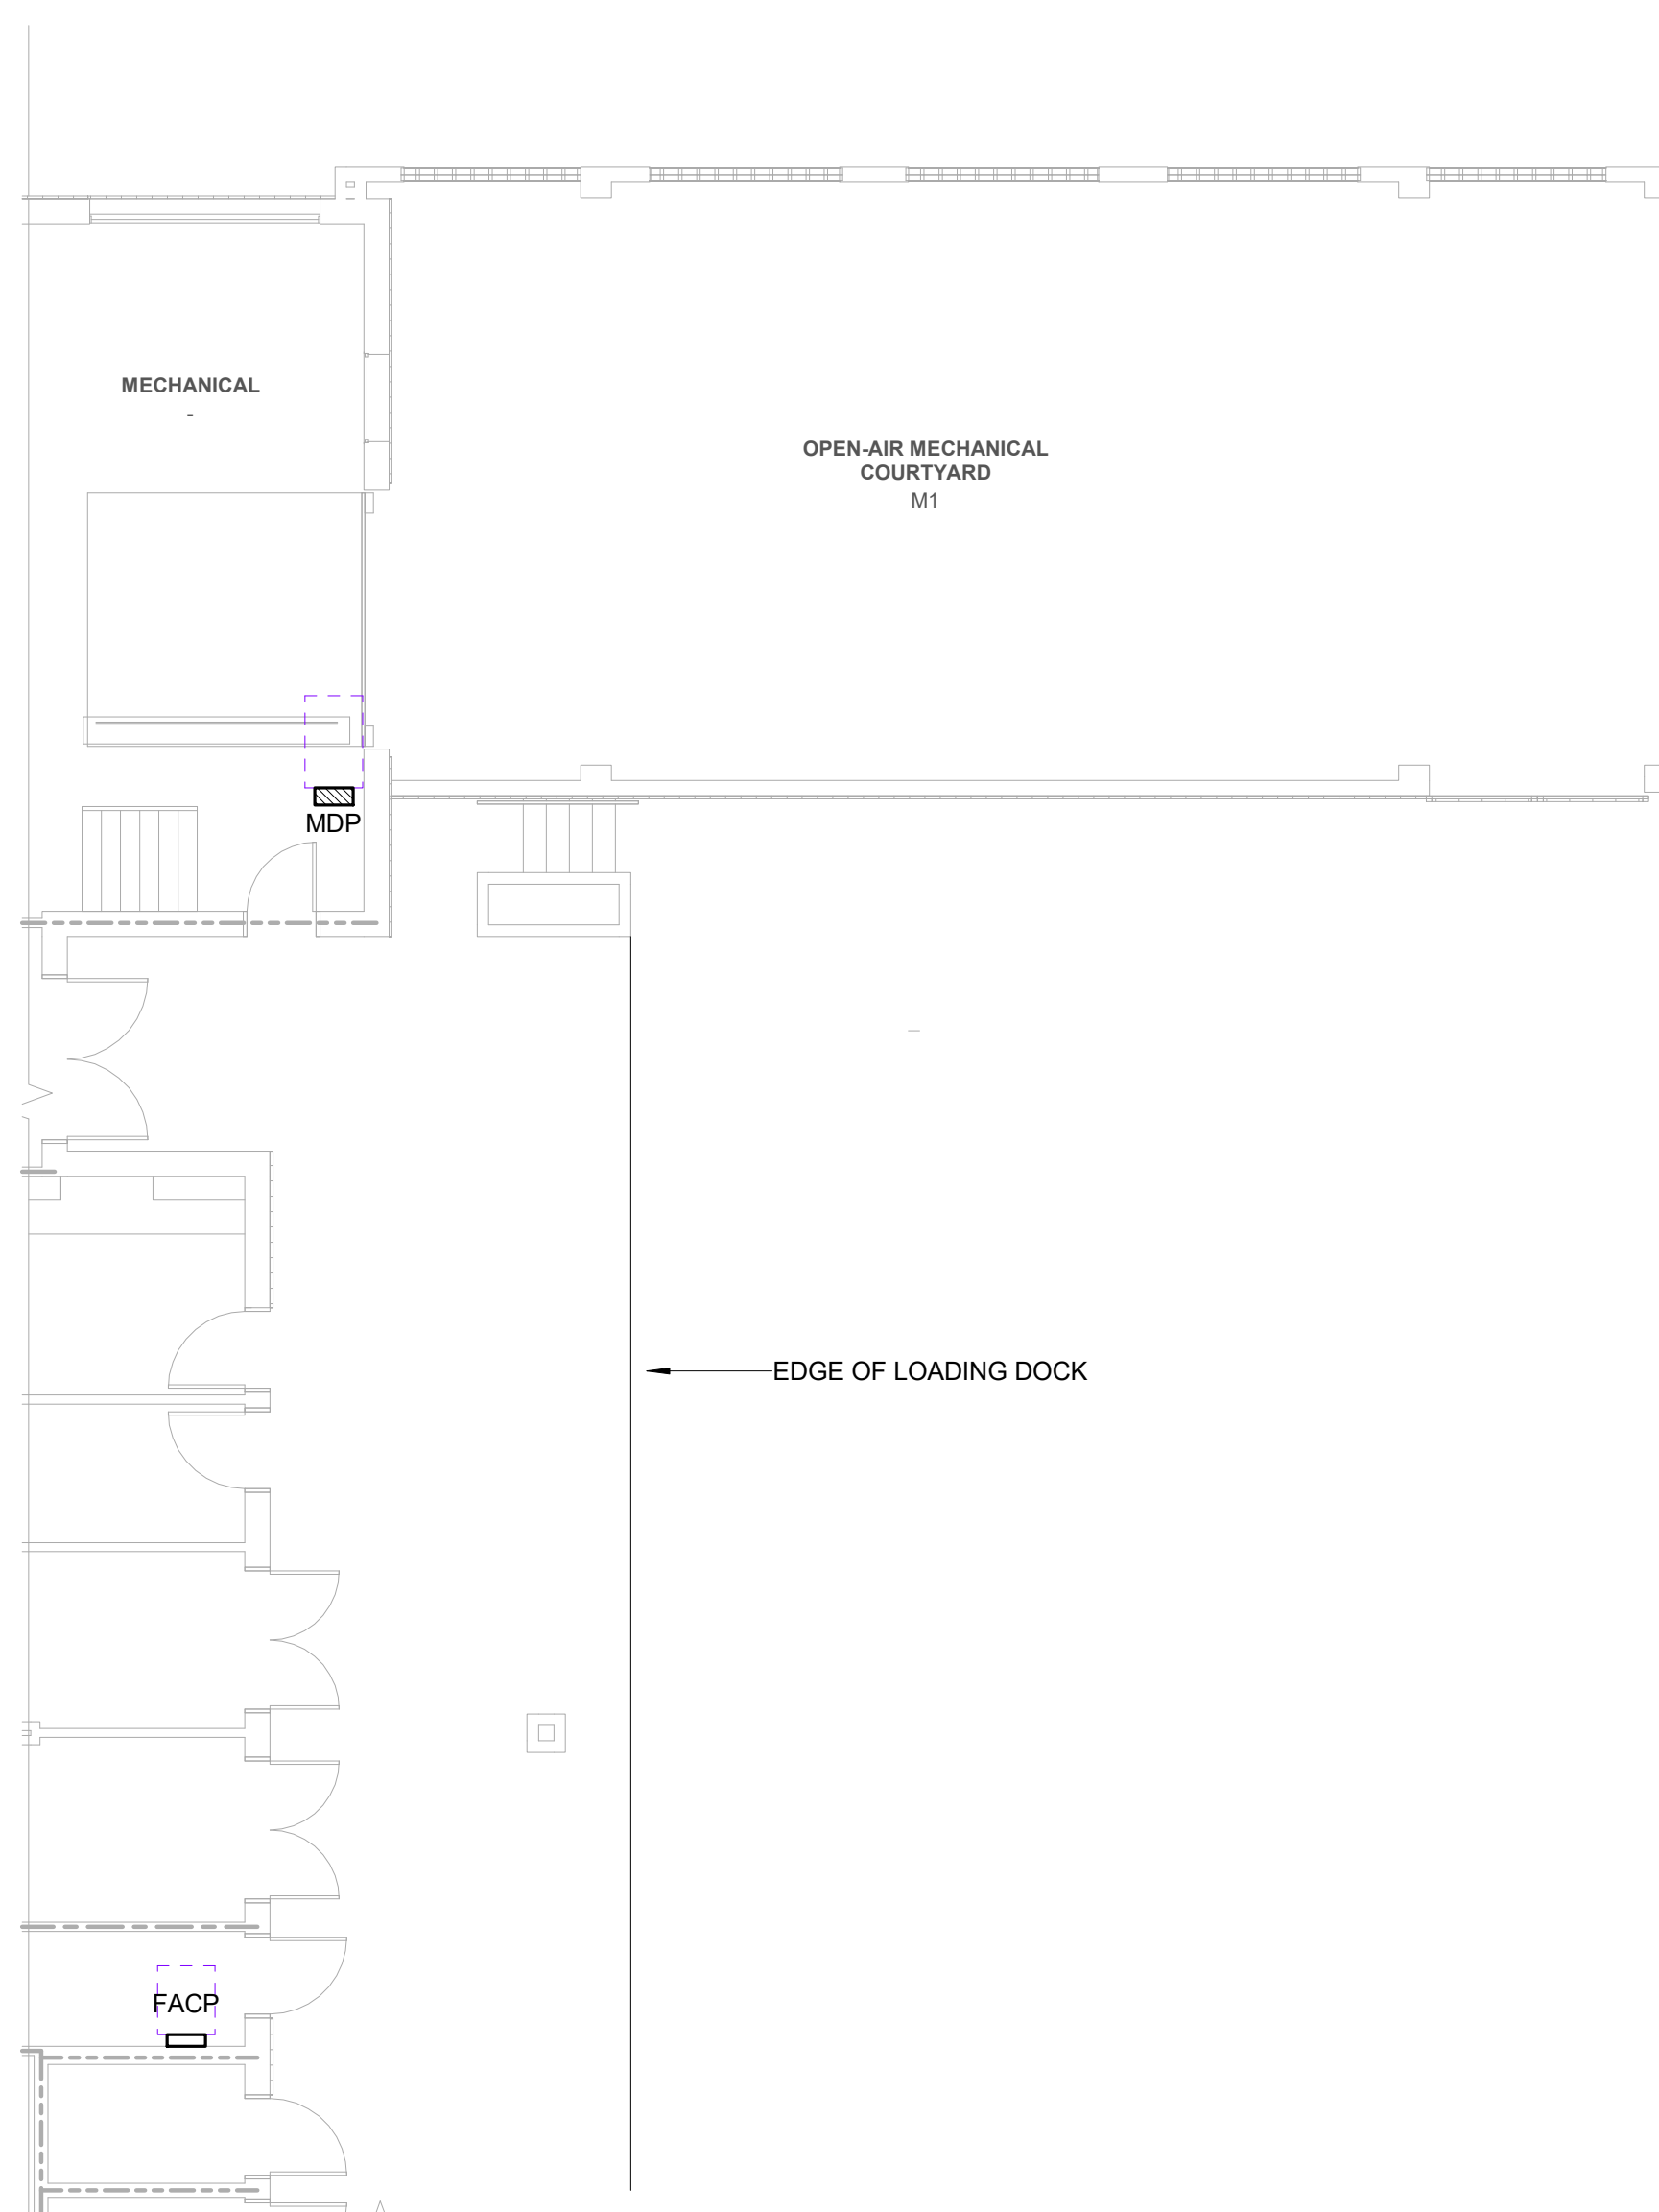 MECHANICAL
-
OPEN-AIR MECHANICAL
COURTYARD
M1
MDP
EDGE OF LOADING DOCK
FACP